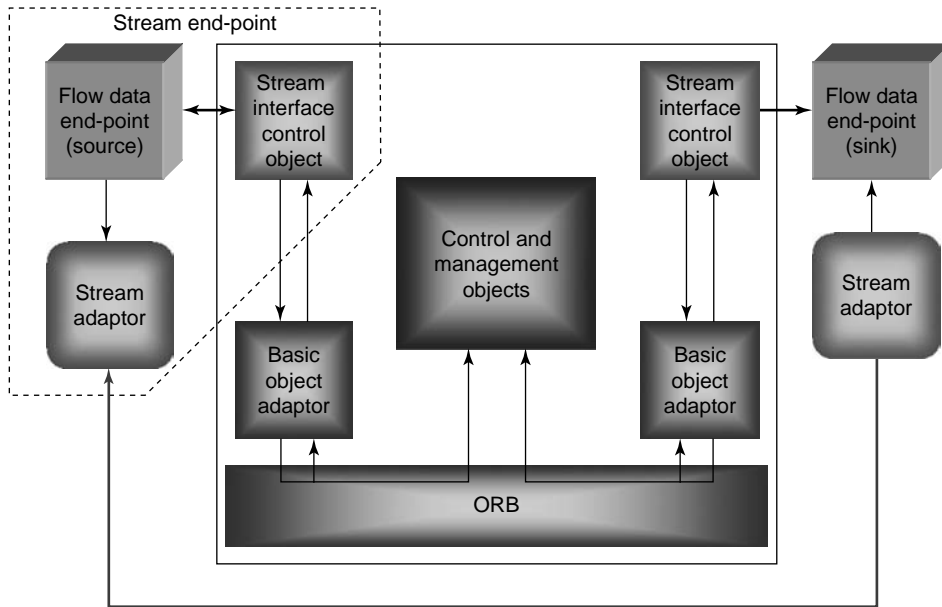 Stream end-point
Flow data
end-point
(source)
Stream
interface
control
object
Stream
interface
control
object
Flow data
end-point
(sink)
Control and
management
objects
Stream
adaptor
Stream
adaptor
Basic
object
adaptor
Basic
object
adaptor
ORB